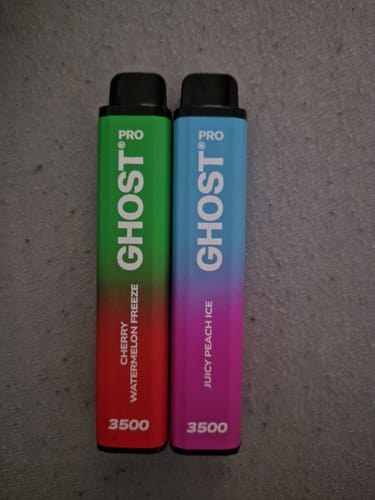 GHOST® PRO
CHERRY
WATERMELON FREEZE
3500
GHOST® PRO
JUICY PEACH ICE
3500